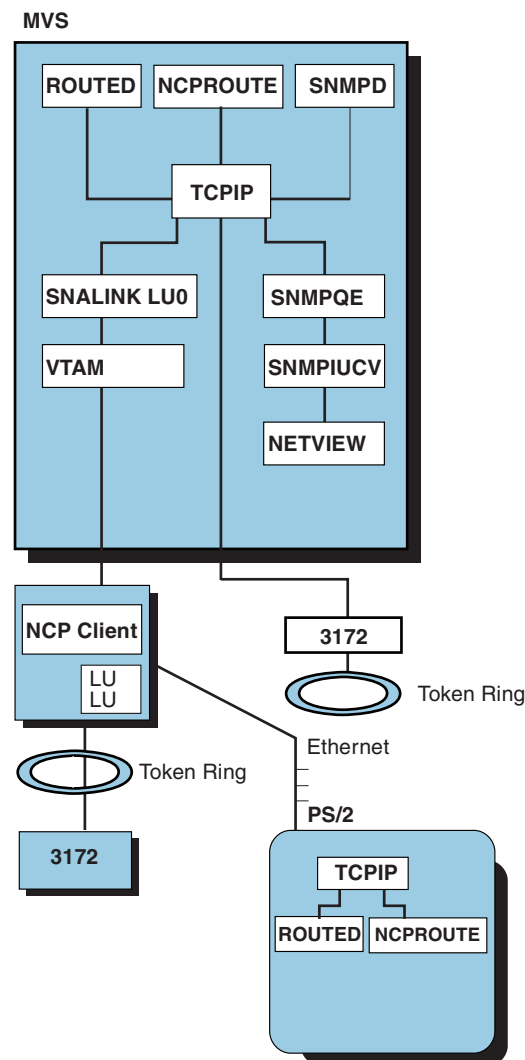 MVS
ROUTED
NCPROUTE
SNMPD
TCPIP
SNALINK LU0
SNMPQE
VTAM
SNMPIUCV
NETVIEW
NCP Client
LU
LU
3172
Token Ring
Ethernet
Token Ring
PS/2
3172
TCPIP
ROUTED
NCPROUTE